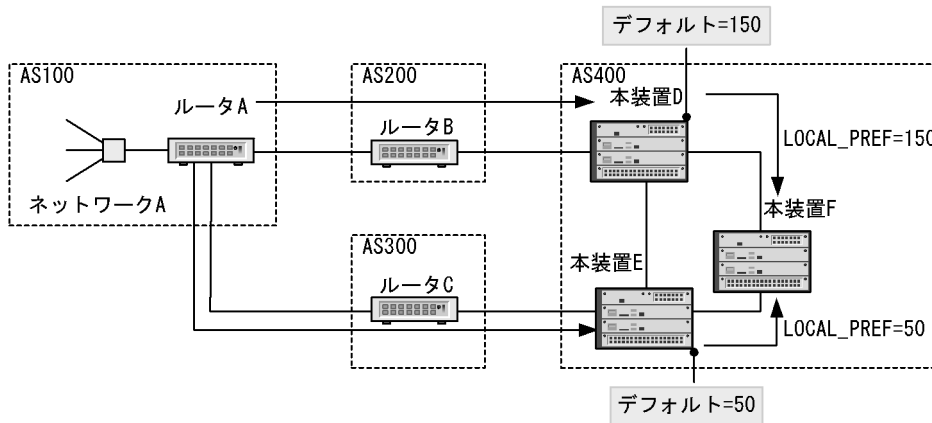 デフォルト=150
AS100
AS200
AS400
ルータA
本装置D
ルータB
LOCAL_PREF=150
ネットワークA
本装置F
AS300
本装置E
ルータC
LOCAL_PREF=50
デフォルト=50